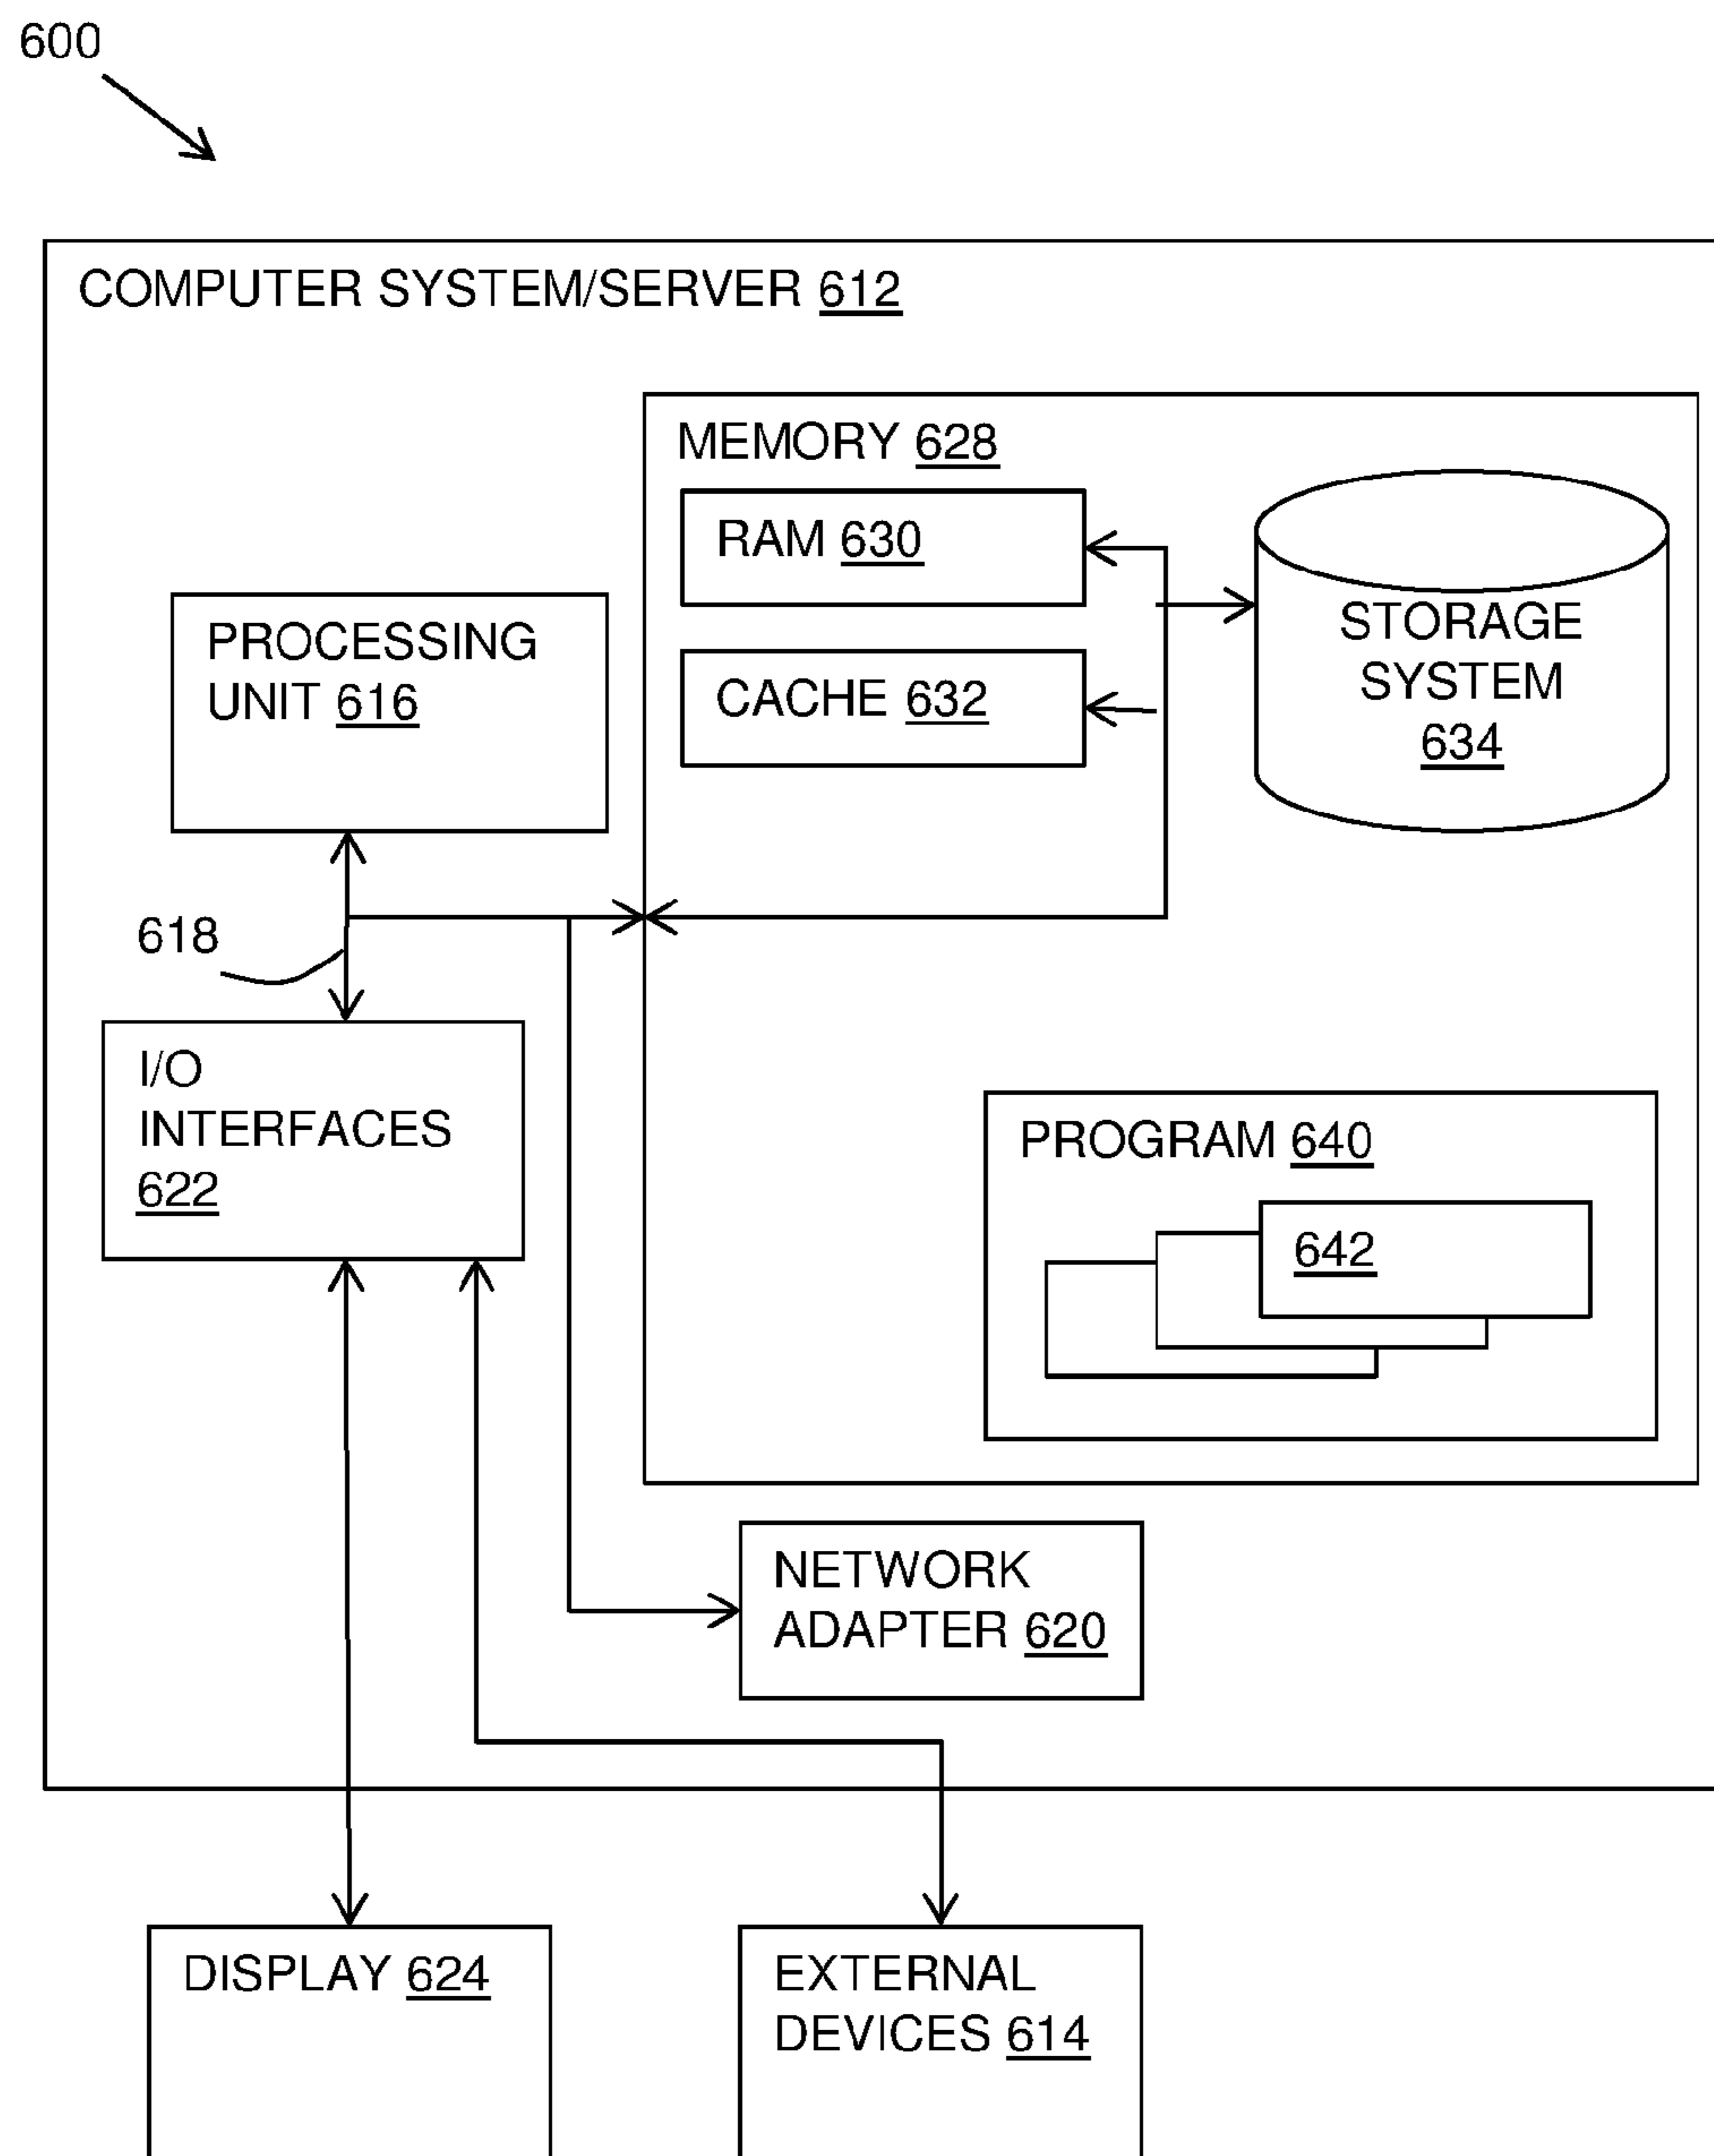 600
COMPUTER SYSTEM/SERVER 612
MEMORY 628
RAM 630
STORAGE
SYSTEM
634
PROCESSING
UNIT 616
CACHE 632
618
I/O
INTERFACES
622
PROGRAM 640
642
NETWORK
ADAPTER 620
DISPLAY 624
EXTERNAL
DEVICES 614